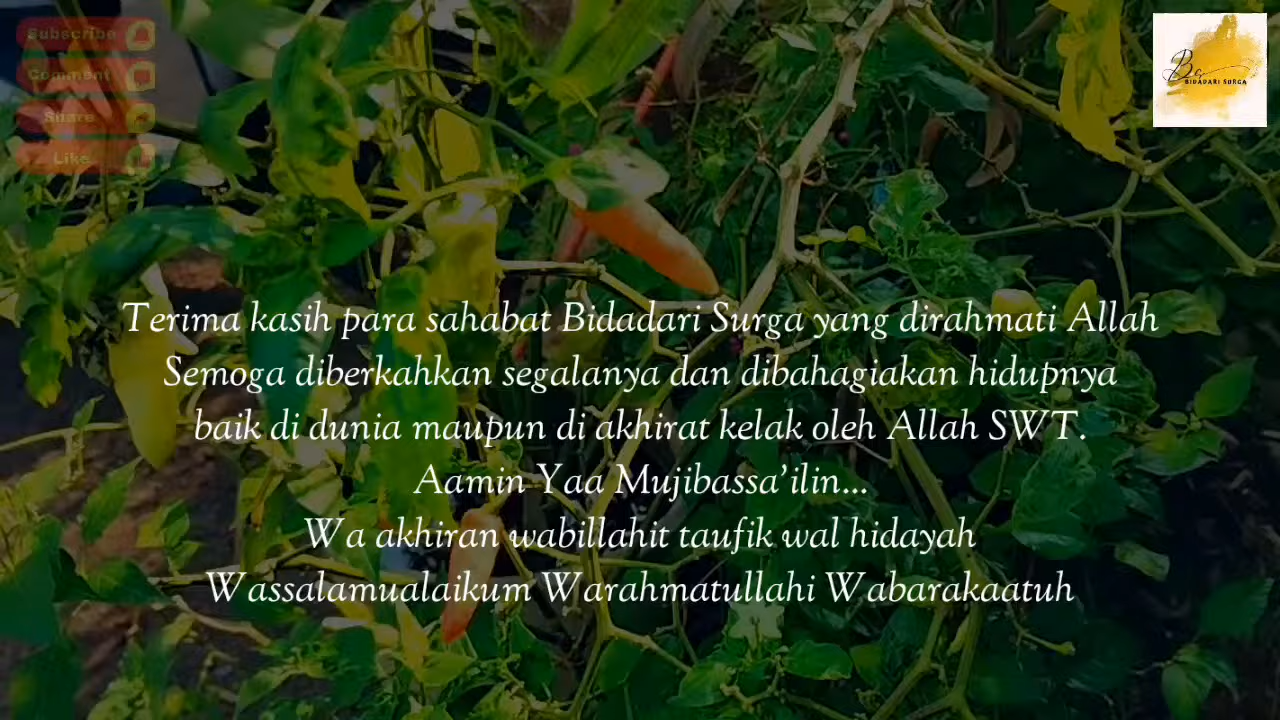 Subscribe
Comment
Share
Like
Bs
BIDADARI SURGA
Terima kasih para sahabat Bidadari Surga yang dirahmati Allah
Semoga diberkahkan segalanya dan dibahagiakan hidupnya
baik di dunia maupun di akhirat kelak oleh Allah SWT.
Aamin Yaa Mujibassa'ilin...
Wa akhiran wabillahit taufik wal hidayah
Wassalamualaikum Warahmatullahi Wabarakaatuh